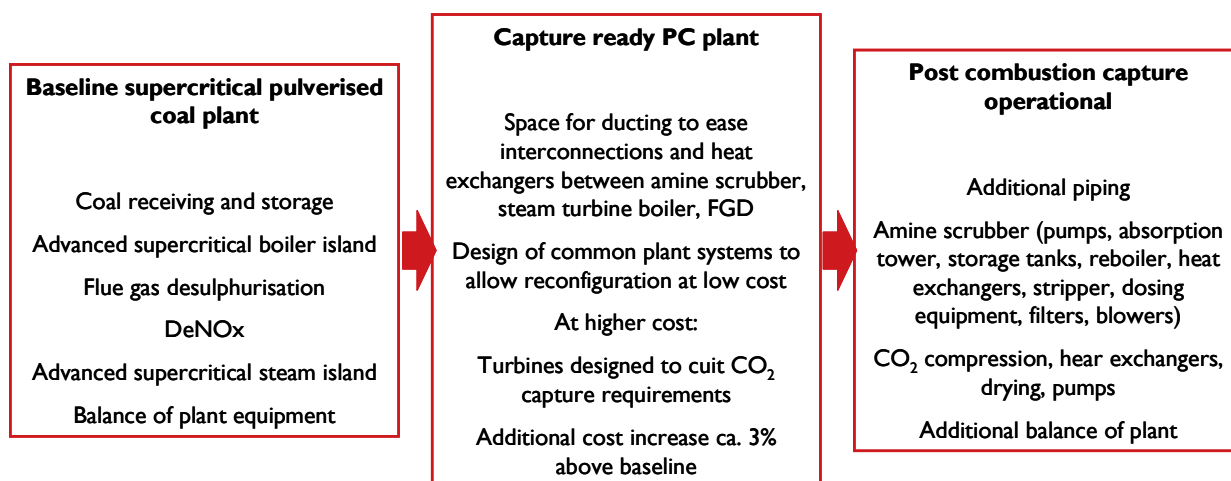 Baseline supercritical pulverised
coal plant
Coal receiving and storage
Advanced supercritical boiler island
Flue gas desulphurisation
DeNOx
Advanced supercritical steam island
Balance of plant equipment
Capture ready PC plant
Space for ducting to ease
interconnections and heat
exchangers between amine scrubber,
steam turbine boiler, FGD
Design of common plant systems to
allow reconfiguration at low cost
At higher cost:
Turbines designed to cuit CO₂
capture requirements
Additional cost increase ca. 3%
above baseline
Post combustion capture
operational
Additional piping
Amine scrubber (pumps, absorption
tower, storage tanks, reboiler, heat
exchangers, stripper, dosing
equipment, filters, blowers)
CO₂ compression, hear exchangers,
drying, pumps
Additional balance of plant